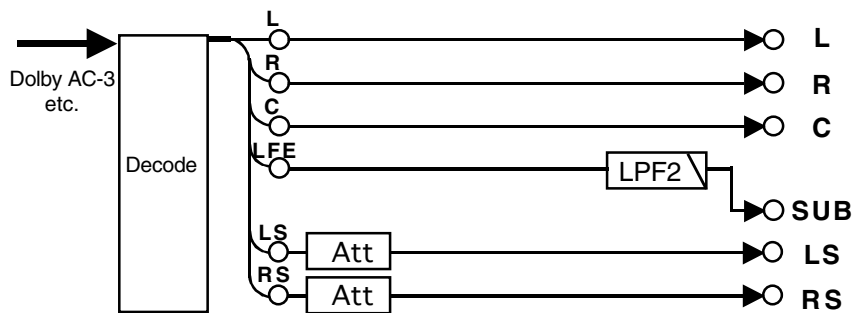 L
L
Dolby AC-3
etc.
R
R
C
C
Decode
LFE
LPF2
SUB
LS
Att
LS
RS
Att
RS